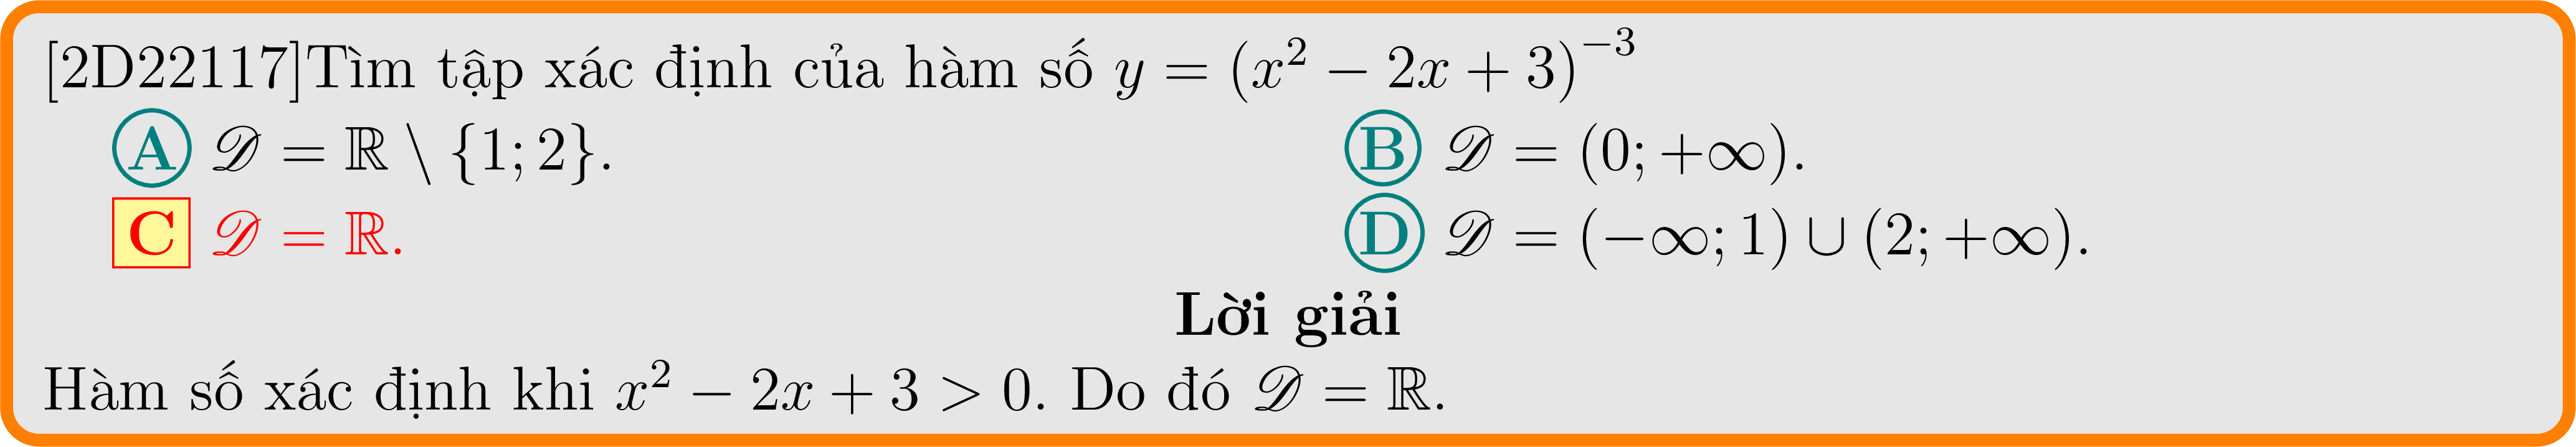 [2D22117]Tìm tập xác định của hàm số $y = (x^2 - 2x + 3)^{-3}$
A $\mathscr{D} = \mathbb{R} \setminus \{1; 2\}$. B $\mathscr{D} = (0; +\infty)$.
C $\mathscr{D} = \mathbb{R}$. D $\mathscr{D} = (-\infty; 1) \cup (2; +\infty)$.
Lời giải
Hàm số xác định khi $x^2 - 2x + 3 > 0$. Do đó $\mathscr{D} = \mathbb{R}$.